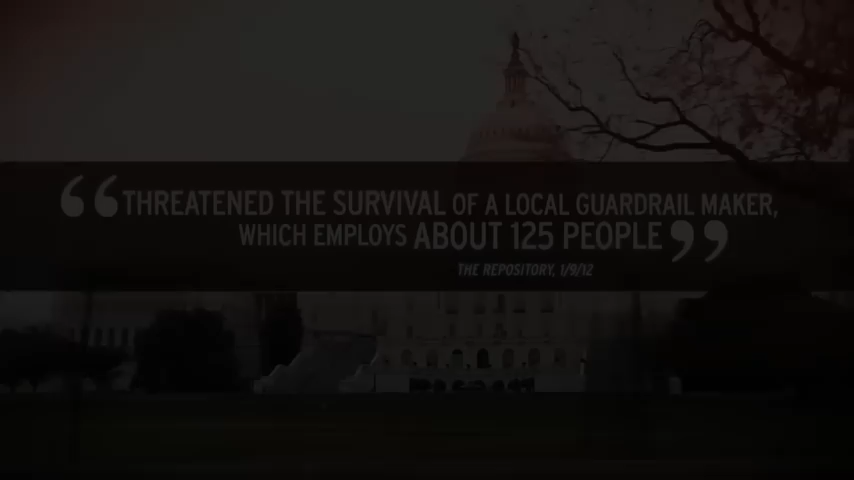 “THREATENED THE SURVIVAL OF A LOCAL GUARDRAIL MAKER,
WHICH EMPLOYS ABOUT 125 PEOPLE”
THE REPOSITORY, 1/9/12